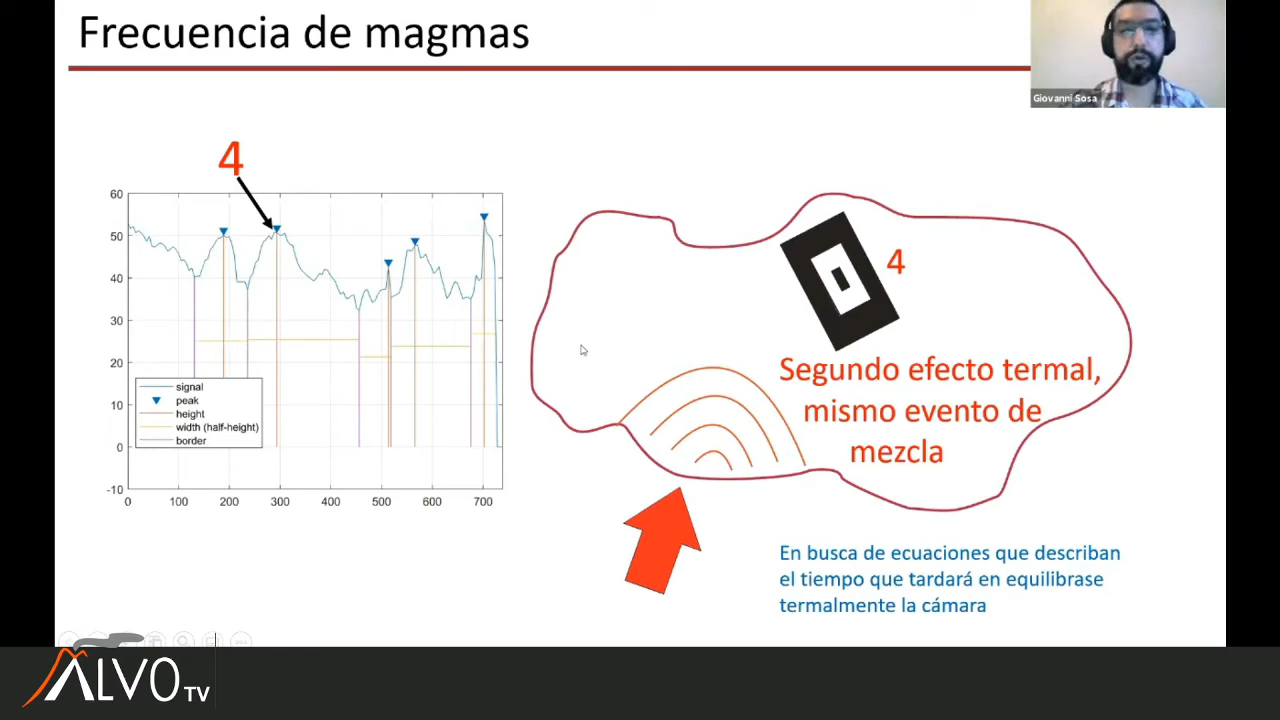 Frecuencia de magmas
Giovanni Sosa
4
60
50
40
30
20
10
0
-10
0 100 200 300 400 500 600 700
signal
peak
height
width (half-height)
border
4
Segundo efecto termal,
mismo evento de
mezcla
En busca de ecuaciones que describan
el tiempo que tardará en equilibrase
termalmente la cámara
ALVO TV